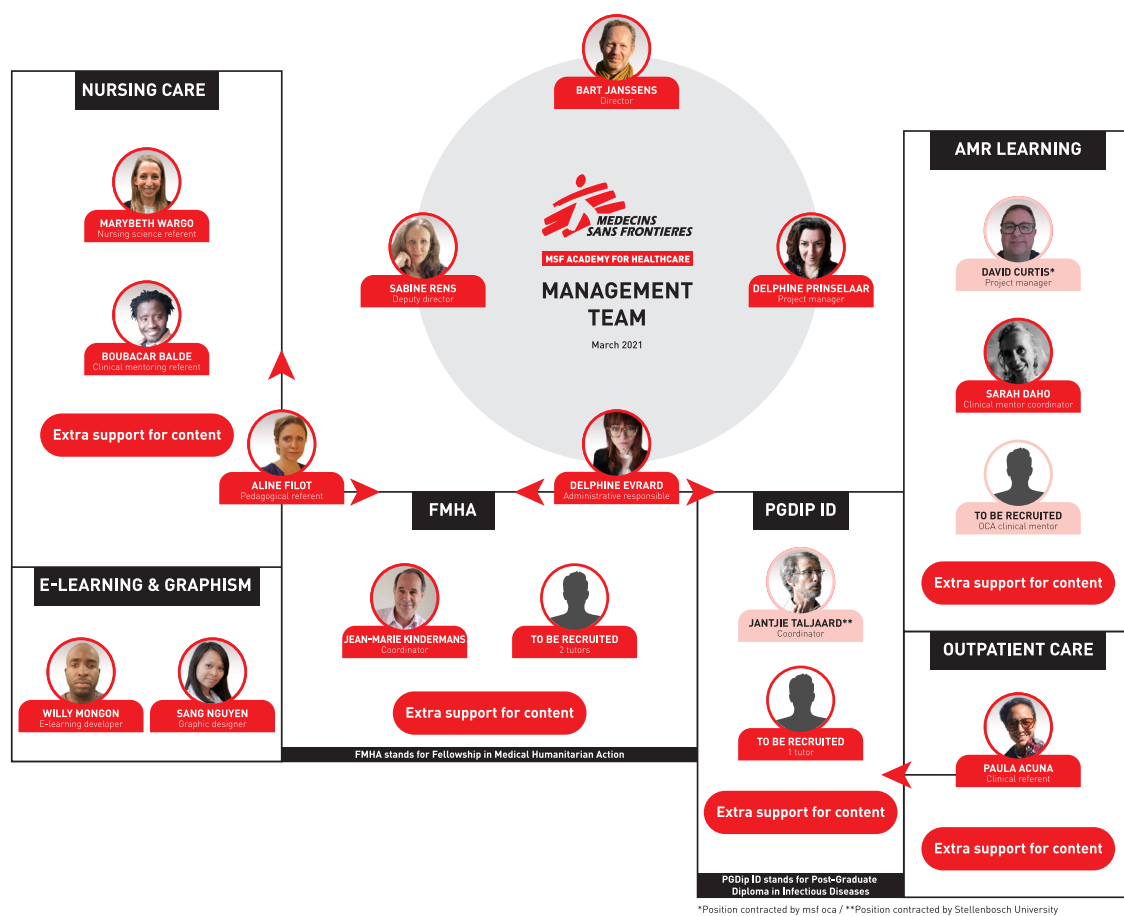 BART JANSSENS
Director
NURSING CARE
MARYBETH WARGO
Nursing science referent
BOUBACAR BALDE
Clinical mentoring referent
Extra support for content
ALINE FILOT
Pedagogical referent
MEDECINS
SANS FRONTIERES
MSF ACADEMY FOR HEALTHCARE
MANAGEMENT
TEAM
March 2021
SABINE RENS
Deputy director
DELPHINE PRINSELAAR
Project manager
DELPHINE EVRARD
Administrative responsible
AMR LEARNING
DAVID CURTIS*
Project manager
SARAH DAHO
Clinical mentor coordinator
TO BE RECRUITED
OCA clinical mentor
Extra support for content
E-LEARNING & GRAPHISM
WILLY MONGON
E-learning developer
SANG NGUYEN
Graphic designer
FMHA
JEAN-MARIE KINDERMANS
Coordinator
TO BE RECRUITED
2 tutors
Extra support for content
FMHA stands for Fellowship in Medical Humanitarian Action
PGDIP ID
JANTJIE TALJAARD**
Coordinator
TO BE RECRUITED
1 tutor
Extra support for content
PGDip ID stands for Post-Graduate
Diploma in Infectious Diseases
OUTPATIENT CARE
PAULA ACUNA
Clinical referent
Extra support for content
*Position contracted by msf oca / **Position contracted by Stellenbosch University